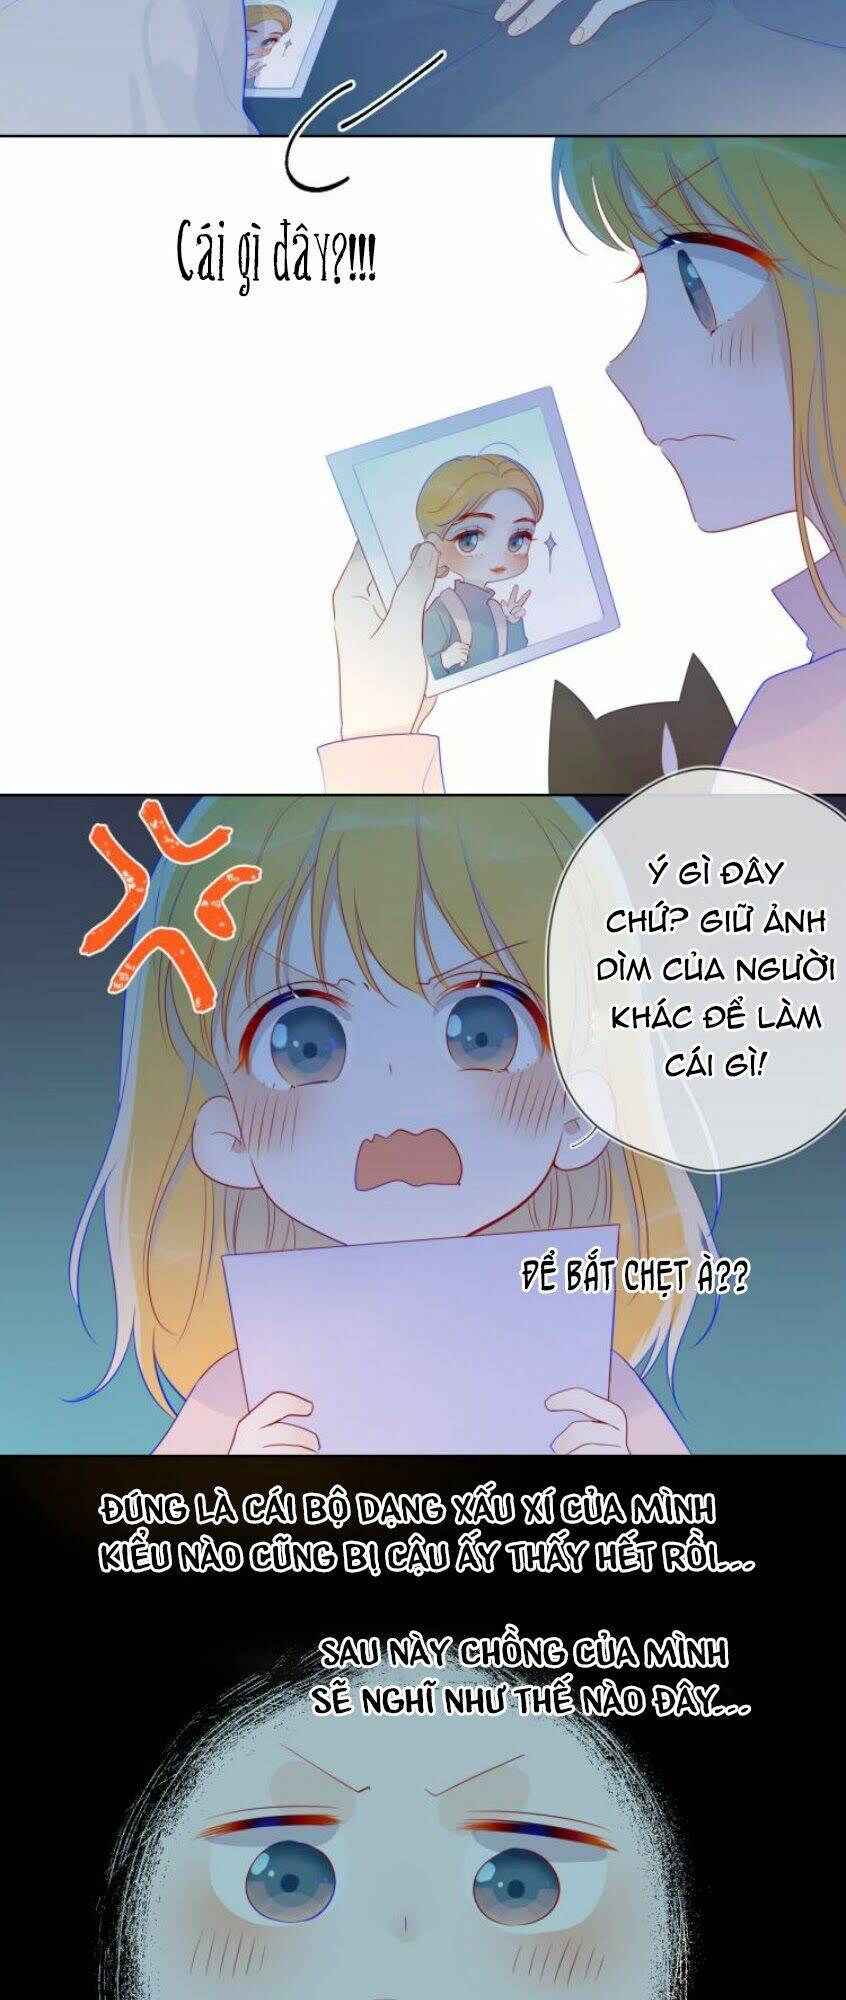 Cái gì đây?!!!
Ý GÌ ĐÂY
CHỨ? GIỮ ẢNH
DÌM CỦA NGƯỜI
KHÁC ĐỂ LÀM
CÁI GÌ!
ĐỂ BẮT CHẸT À??
ĐÚNG LÀ CÁI BỘ DẠNG XẤU XÍ CỦA MÌNH
KIỂU NÀO CŨNG BỊ CẬU ẤY THẤY HẾT RỒI...
SAU NÀY CHỒNG CỦA MÌNH
SẼ NGHĨ NHƯ THẾ NÀO ĐÂY...